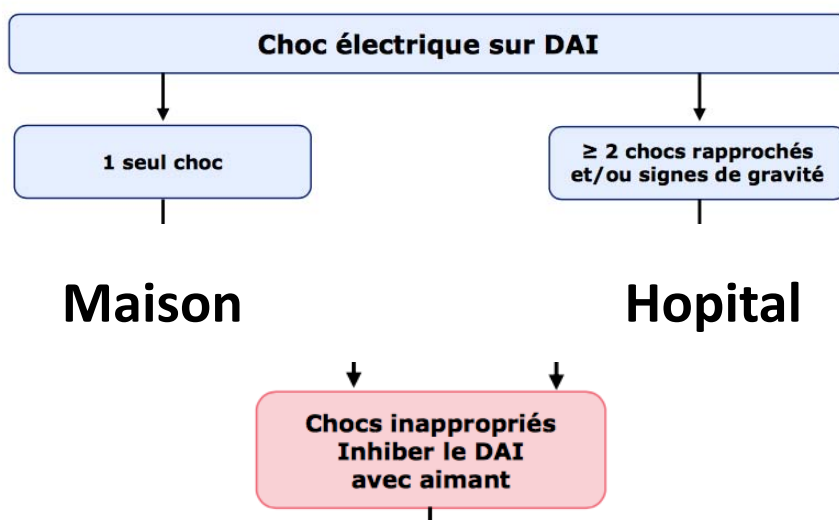 Choc électrique sur DAI
1 seul choc
≥ 2 chocs rapprochés
et/ou signes de gravité
Maison
Hopital
Chocs inappropriés
Inhiber le DAI
avec aimant